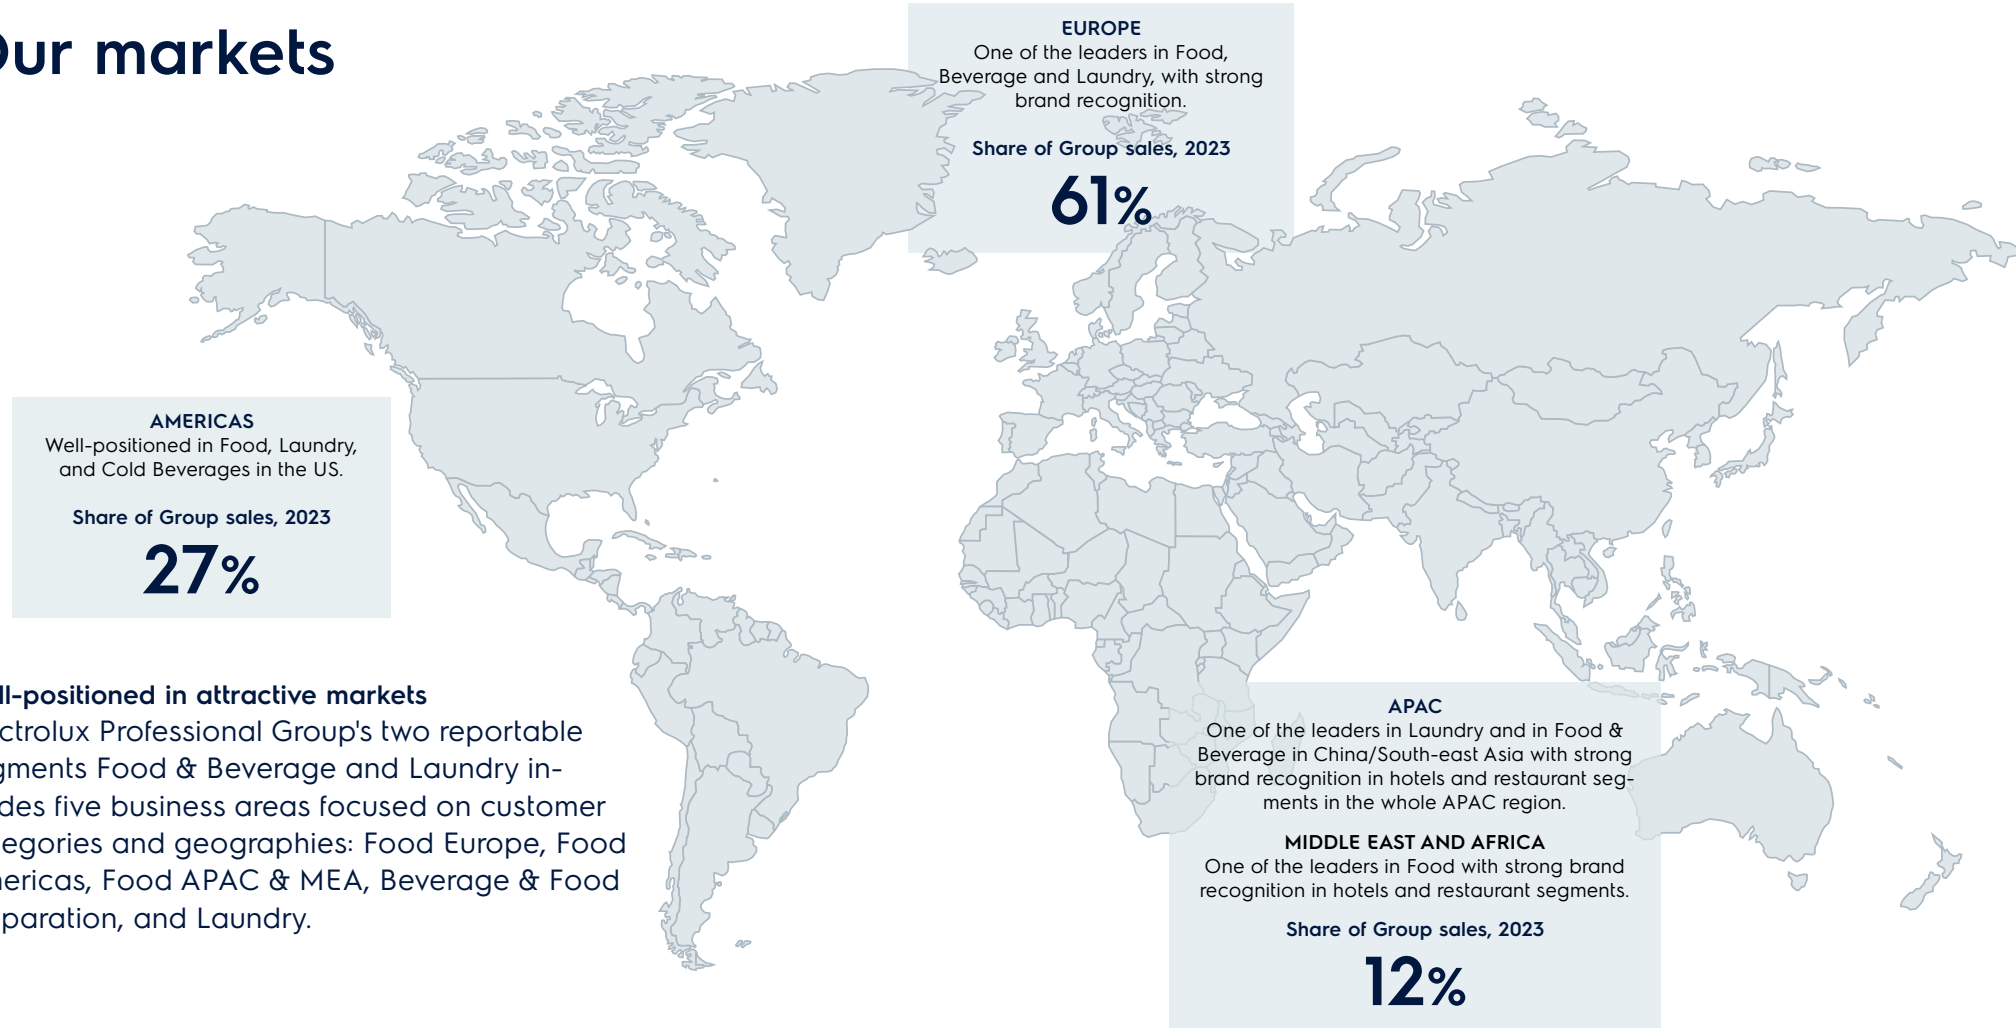 Our markets
EUROPE
One of the leaders in Food,
Beverage and Laundry, with strong
brand recognition.
Share of Group sales, 2023
61%
AMERICAS
Well-positioned in Food, Laundry,
and Cold Beverages in the US.
Share of Group sales, 2023
27%
ll-positioned in attractive markets
ctrolux Professional Group's two reportable
gments Food & Beverage and Laundry in-
des five business areas focused on customer
egories and geographies: Food Europe, Food
ericas, Food APAC & MEA, Beverage & Food
paration, and Laundry.
APAC
One of the leaders in Laundry and in Food &
Beverage in China/South-east Asia with strong
brand recognition in hotels and restaurant seg-
ments in the whole APAC region.
MIDDLE EAST AND AFRICA
One of the leaders in Food with strong brand
recognition in hotels and restaurant segments.
Share of Group sales, 2023
12%